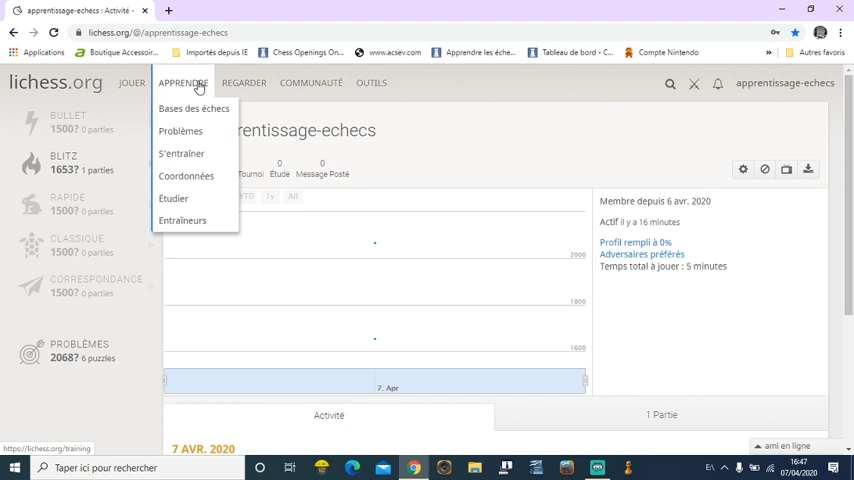 apprentissage-echecs : Activité -
lichess.org/@/apprentissage-echecs
Applications
Boutique Accessoir...
Importés depuis IE
Chess Openings On...
www.acsev.com
Apprendre les éche...
Tableau de bord - C...
Compte Nintendo
»
Autres favoris
lichess.org
JOUER
APPRENDRE
REGARDER
COMMUNAUTÉ
OUTILS
apprentissage-echecs
Bases des échecs
Problèmes
S'entraîner
Coordonnées
Étudier
Entraîneurs
BULLET
1500? 0 parties
BLITZ
1653? 1 parties
RAPIDE
1500? 0 parties
CLASSIQUE
1500? 0 parties
CORRESPONDANCE
1500? 0 parties
PROBLÈMES
2068? 6 puzzles
rentissage-echecs
0 0
Tournoi Étude Message Posté
YTD 1y All
2000
1800
1600
7. Apr
Membre depuis 6 avr. 2020
Actif il y a 16 minutes
Profil rempli à 0%
Adversaires préférés
Temps total à jouer : 5 minutes
Activité
1 Partie
7 AVR. 2020
ami en ligne
https://lichess.org/training
Taper ici pour rechercher
E:\
16:47
07/04/2020